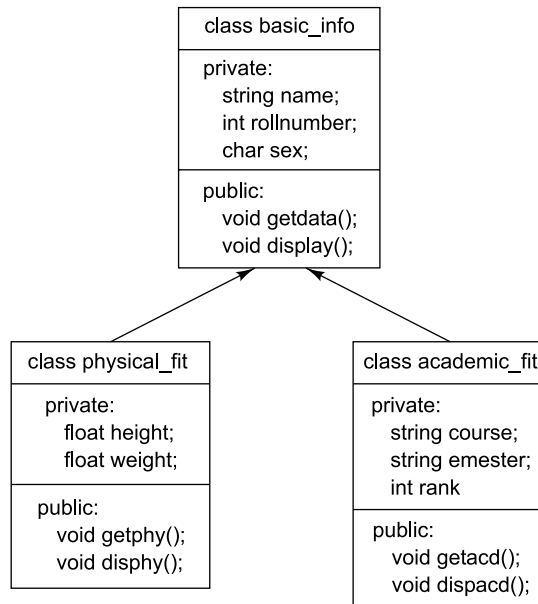 class basic_info
private:
string name;
int rollnumber;
char sex;
public:
void getdata();
void display();
class physical_fit
private:
float height;
float weight;
public:
void getphy();
void disphy();
class academic_fit
private:
string course;
string emester;
int rank
public:
void getacd();
void dispacd();